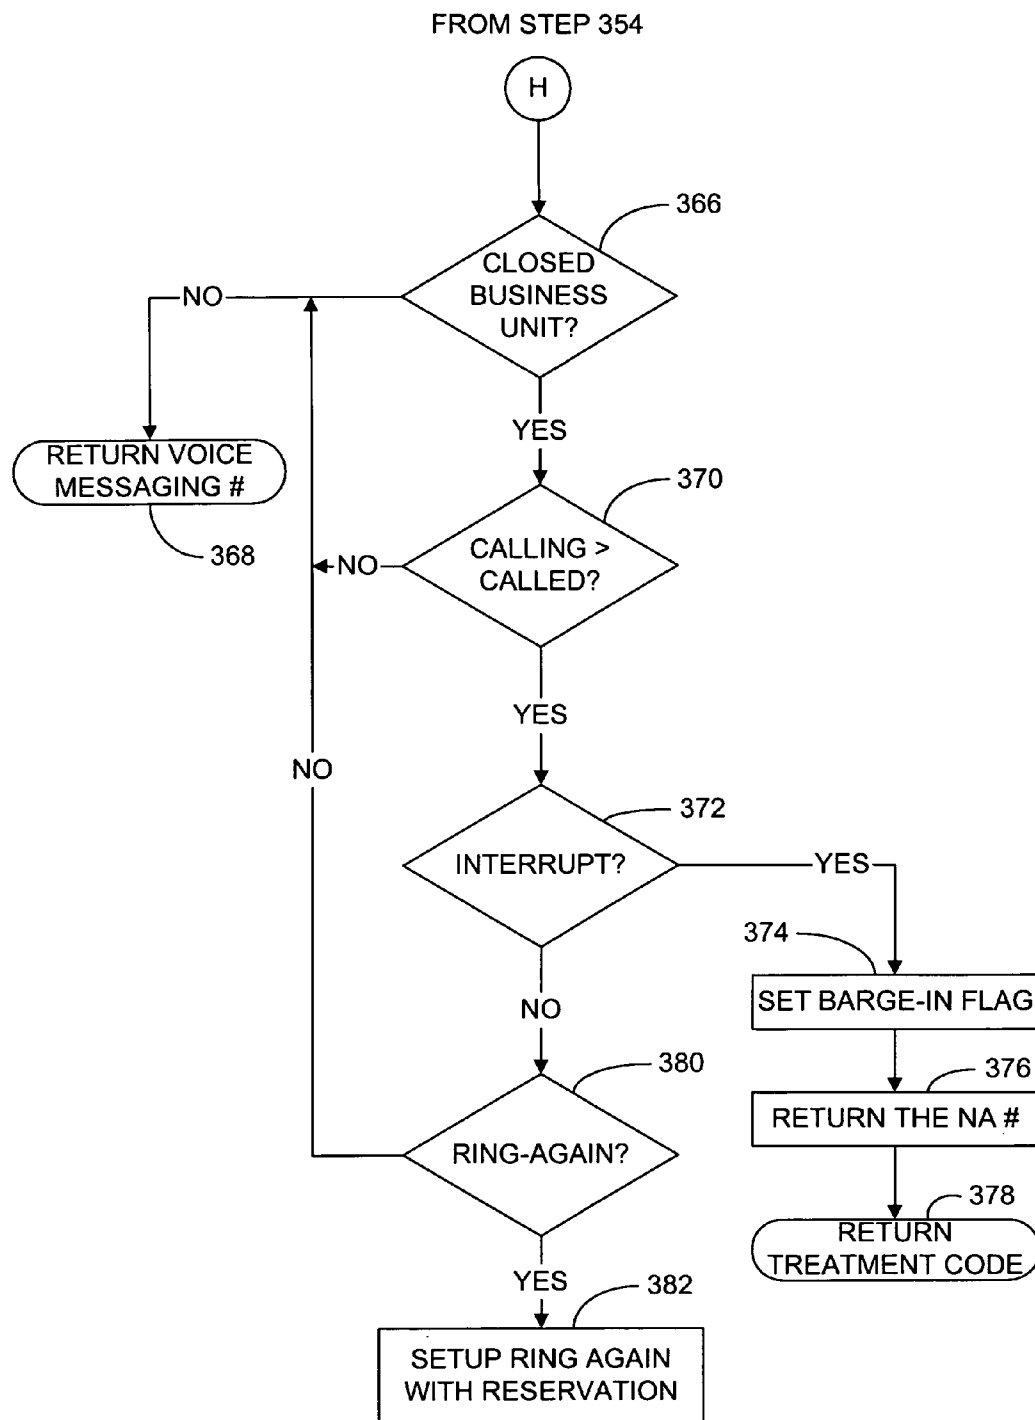 FROM STEP 354
H
366
CLOSED
BUSINESS
UNIT?
NO
RETURN VOICE
MESSAGING #
368
YES
370
CALLING >
CALLED?
NO
YES
NO
372
INTERRUPT?
YES
374
SET BARGE-IN FLAG
NO
376
RETURN THE NA #
380
RING-AGAIN?
378
RETURN
TREATMENT CODE
YES
382
SETUP RING AGAIN
WITH RESERVATION